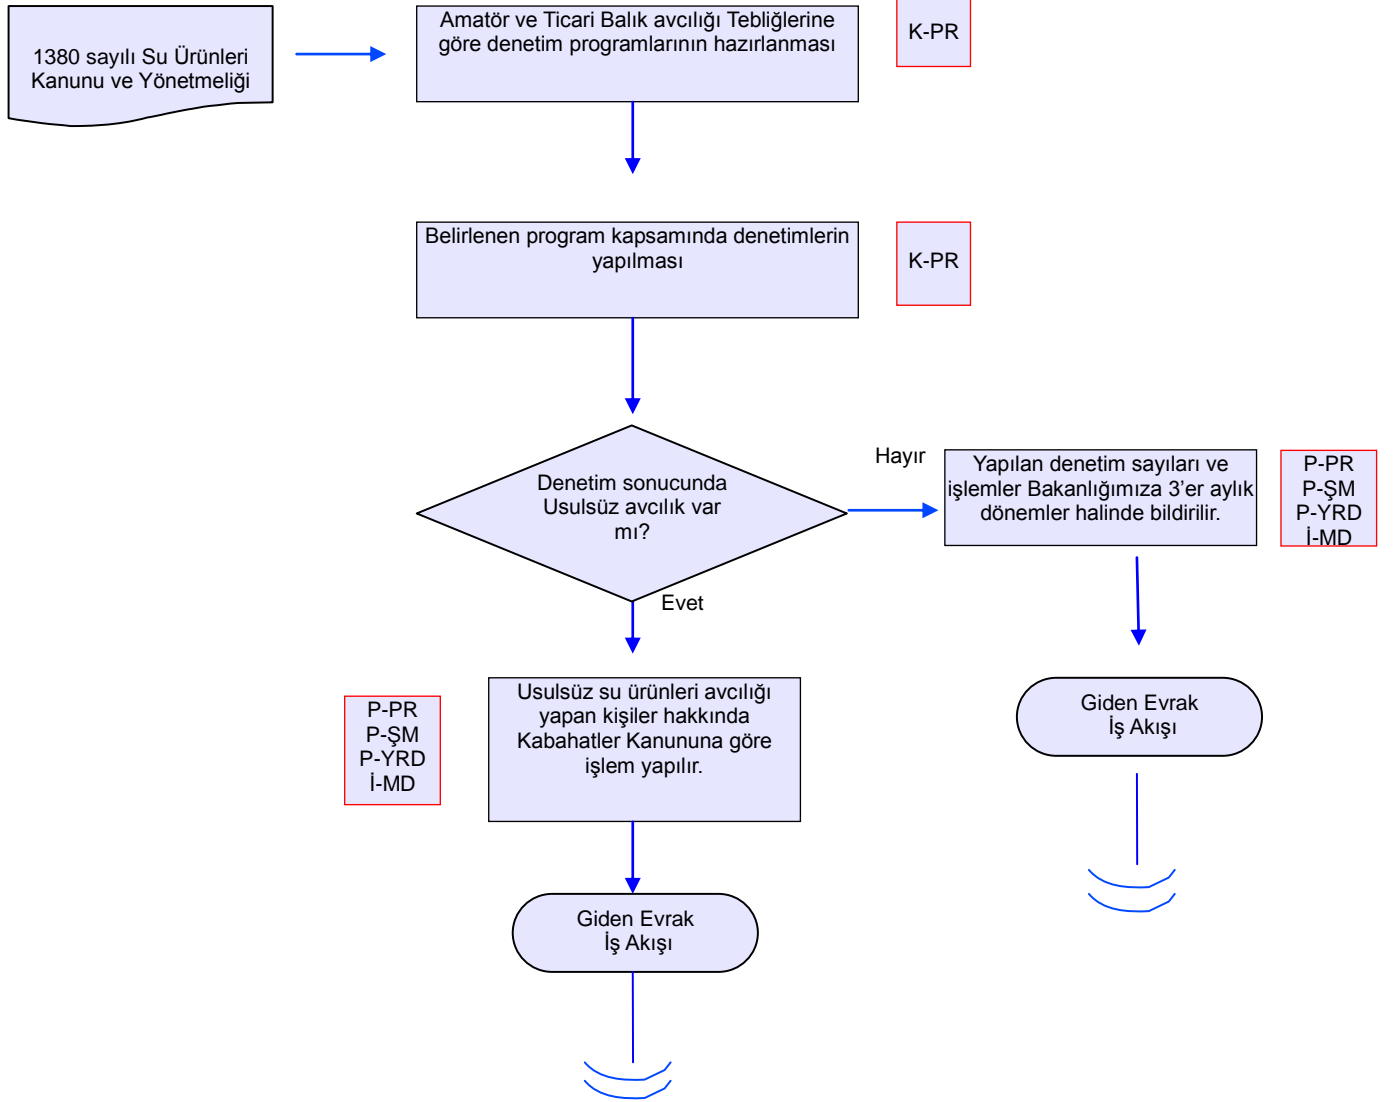 1380 sayılı Su Ürünleri
Kanunu ve Yönetmeliği
Amatör ve Ticari Balık avcılığı Tebliğlerine
göre denetim programlarının hazırlanması
K-PR
Belirlenen program kapsamında denetimlerin
yapılması
K-PR
Denetim sonucunda
Usulsüz avcılık var
mı?
Hayır
Yapılan denetim sayıları ve
işlemler Bakanlığımıza 3’er aylık
dönemler halinde bildirilir.
P-PR
P-ŞM
P-YRD
İ-MD
Evet
P-PR
P-ŞM
P-YRD
İ-MD
Usulsüz su ürünleri avcılığı
yapan kişiler hakkında
Kabahatler Kanununa göre
işlem yapılır.
Giden Evrak
İş Akışı
Giden Evrak
İş Akışı